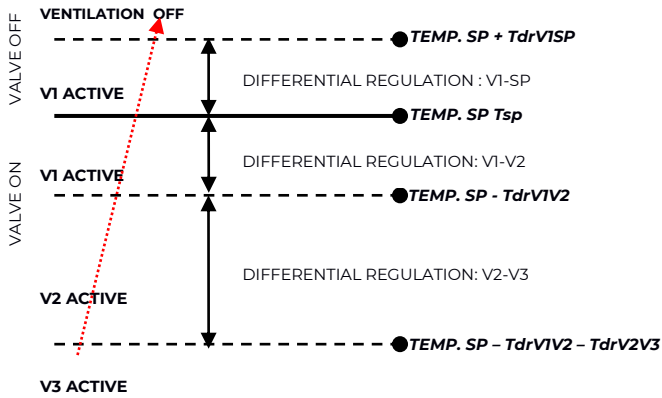 VENTILATION OFF
VALVE OFF
TEMP. SP + TdrV1SP
DIFFERENTIAL REGULATION : V1-SP
V1 ACTIVE
TEMP. SP Tsp
DIFFERENTIAL REGULATION: V1-V2
V1 ACTIVE
VALVE ON
TEMP. SP - TdrV1V2
DIFFERENTIAL REGULATION: V2-V3
V2 ACTIVE
TEMP. SP – TdrV1V2 – TdrV2V3
V3 ACTIVE